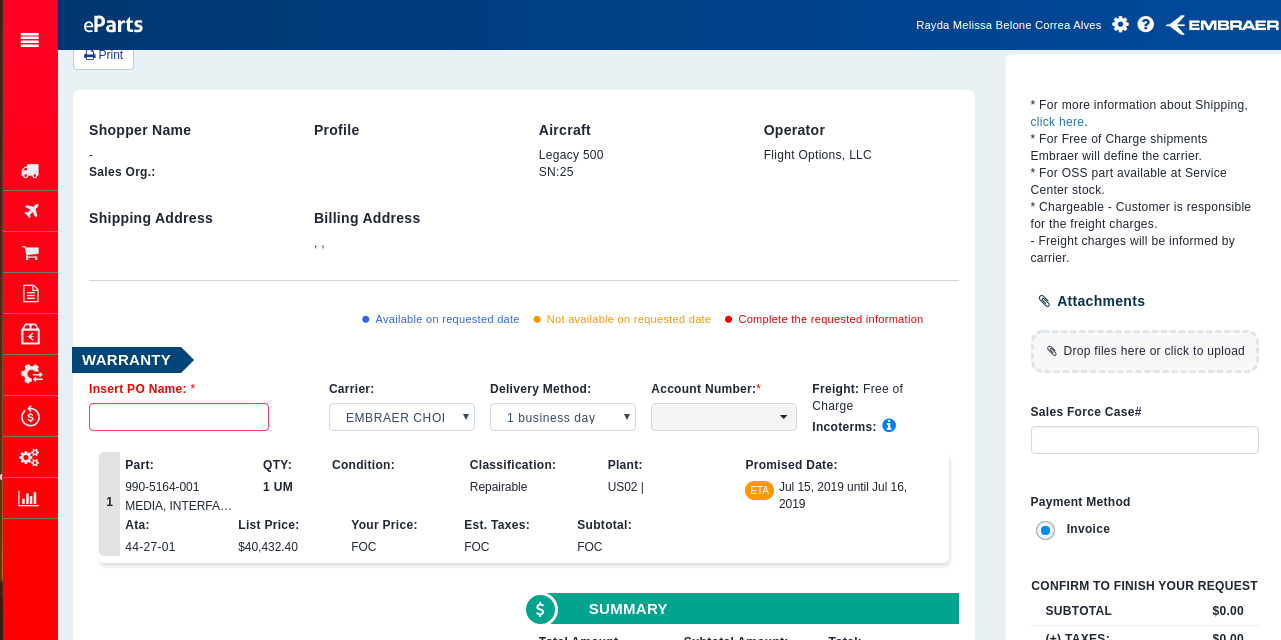 eParts
Rayda Melissa Belone Correa Alves
EMBRAER
Print
Shopper Name
Profile
Aircraft
Operator
-
Legacy 500
Flight Options, LLC
Sales Org.:
SN:25
Shipping Address
Billing Address
, ,
Available on requested date
Not available on requested date
Complete the requested information
WARRANTY
Insert PO Name: *
Carrier:
Delivery Method:
Account Number:*
Freight: Free of
Charge
EMBRAER CHOI
1 business day
Incoterms:
Part:
QTY:
Condition:
Classification:
Plant:
Promised Date:
1
990-5164-001
1 UM
Repairable
US02 |
ETA
Jul 15, 2019 until Jul 16,
2019
MEDIA, INTERFA...
Ata:
List Price:
Your Price:
Est. Taxes:
Subtotal:
44-27-01
$40,432.40
FOC
FOC
FOC
$
SUMMARY
Total Amount
Subtotal Amount:
Total:
* For more information about Shipping,
click here.
* For Free of Charge shipments
Embraer will define the carrier.
* For OSS part available at Service
Center stock.
* Chargeable - Customer is responsible
for the freight charges.
- Freight charges will be informed by
carrier.
Attachments
Drop files here or click to upload
Sales Force Case#
Payment Method
Invoice
CONFIRM TO FINISH YOUR REQUEST
SUBTOTAL
$0.00
(+) TAXES:
$0.00